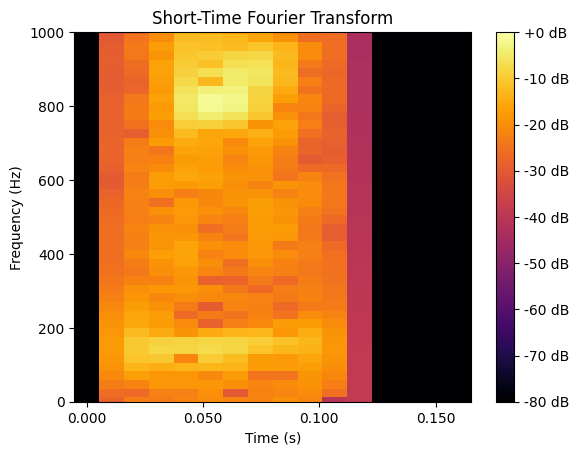 Short-Time Fourier Transform
1000
800
600
400
200
0
Frequency (Hz)
0.000
0.050
0.100
0.150
Time (s)
+0 dB
-10 dB
-20 dB
-30 dB
-40 dB
-50 dB
-60 dB
-70 dB
-80 dB